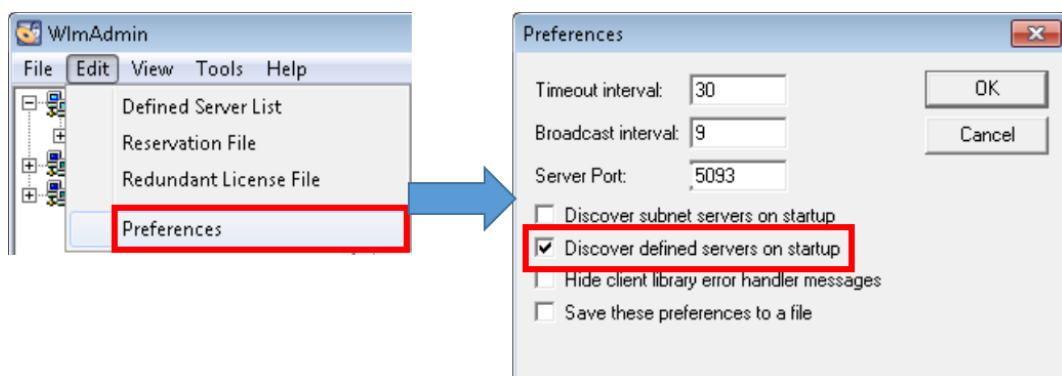 WlmAdmin
File Edit View Tools Help
Defined Server List
Reservation File
Redundant License File
Preferences
Preferences
Timeout interval: 30
OK
Broadcast interval: 9
Cancel
Server Port: 5093
Discover subnet servers on startup
Discover defined servers on startup
Hide client library error handler messages
Save these preferences to a file